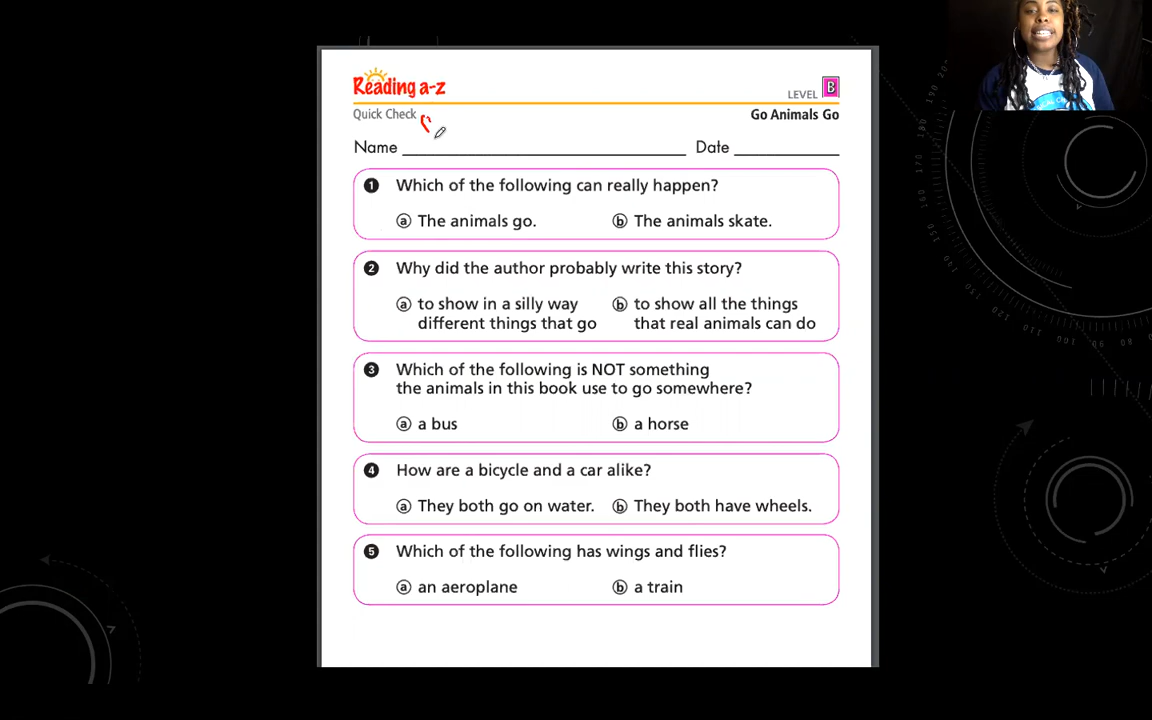 Reading a-z
LEVEL B
Quick Check
Go Animals Go
Name ____________ Date ____________
1 Which of the following can really happen?
a The animals go. b The animals skate.
2 Why did the author probably write this story?
a to show in a silly way b to show all the things
different things that go that real animals can do
3 Which of the following is NOT something
the animals in this book use to go somewhere?
a a bus b a horse
4 How are a bicycle and a car alike?
a They both go on water. b They both have wheels.
5 Which of the following has wings and flies?
a an aeroplane b a train